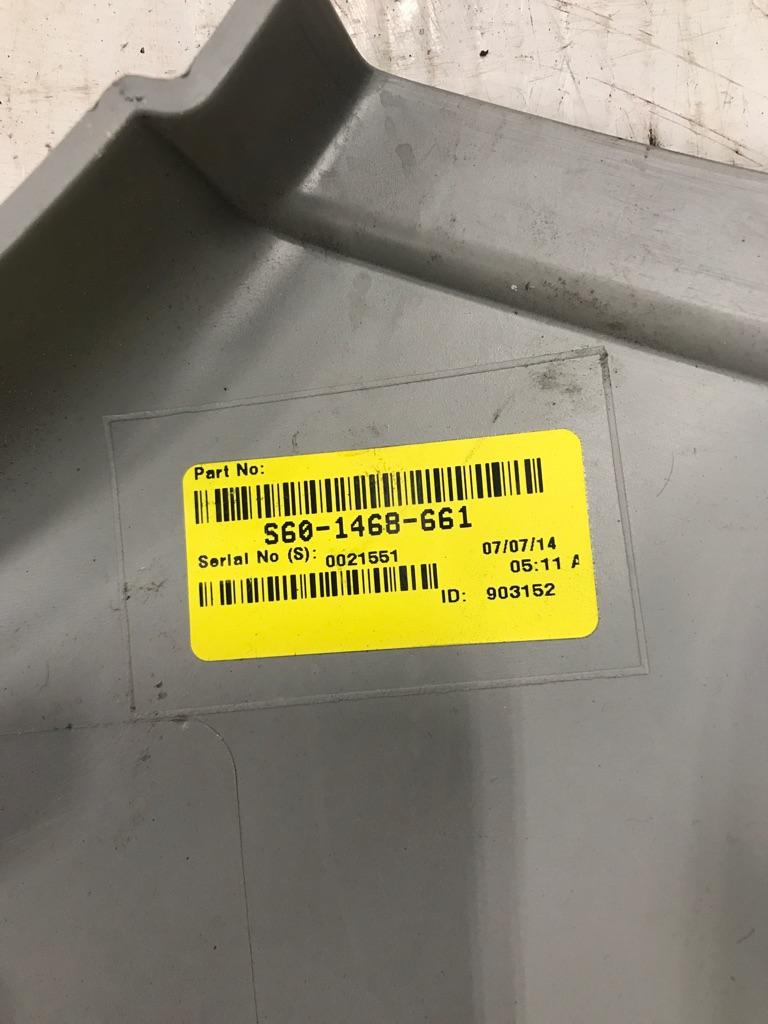 Part No:
S60-1468-661
Serial No (S): 0021551
07/07/14
05:11 A
ID: 903152